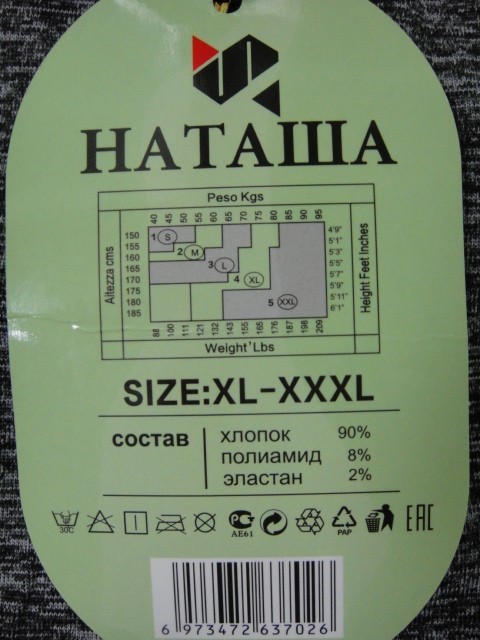 НАТАША
Peso Kgs
40 45 50 55 60 65 70 75 80 85 90 95
Altazza cms
150
155
160
165
170
175
180
185
1 S
2 M
3 L
4 XL
5 XXL
4'9"
5'1"
5'3"
5'5"
5'7"
5'9"
5'11"
6'1"
Height Feet Inches
88 100 111 121 132 143 155 165 176 187 198 209
Weight'Lbs
SIZE:XL-XXXL
состав
хлопок 90%
полиамид 8%
эластан 2%
30C
РСТ
АЕ61
PAP
EAC
6 973472 637026